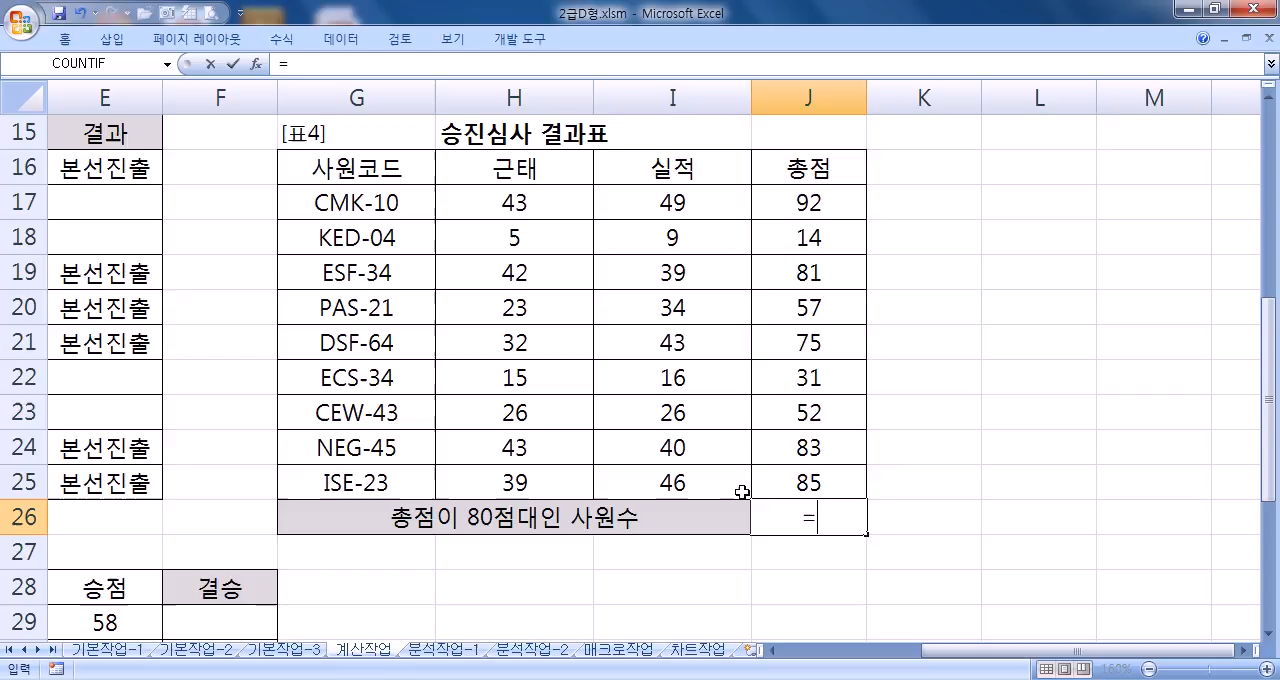 2급D형.xlsm - Microsoft Excel
홈 삽입 페이지 레이아웃 수식 데이터 검토 보기 개발 도구
COUNTIF =
E F G H I J K L M
15 결과 [표4] 승진심사 결과표
16 본선진출 사원코드 근태 실적 총점
17 CMK-10 43 49 92
18 KED-04 5 9 14
19 본선진출 ESF-34 42 39 81
20 본선진출 PAS-21 23 34 57
21 본선진출 DSF-64 32 43 75
22 ECS-34 15 16 31
23 CEW-43 26 26 52
24 본선진출 NEG-45 43 40 83
25 본선진출 ISE-23 39 46 85
26 총점이 80점대인 사원수 =
27
28 승점 결승
29 58
기본작업-1 기본작업-2 기본작업-3 계산작업 분석작업-1 분석작업-2 매크로작업 차트작업
입력 160%